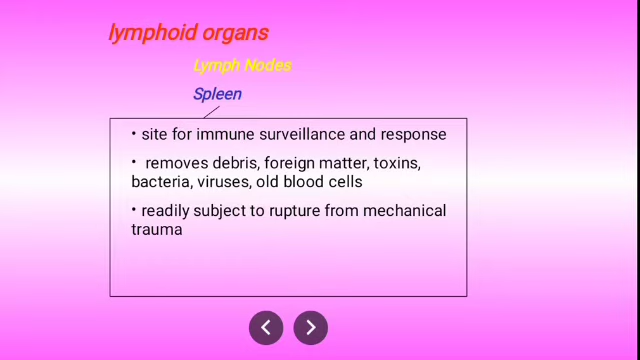 lymphoid organs
Lymph Nodes
Spleen
• site for immune surveillance and response
• removes debris, foreign matter, toxins,
bacteria, viruses, old blood cells
• readily subject to rupture from mechanical
trauma